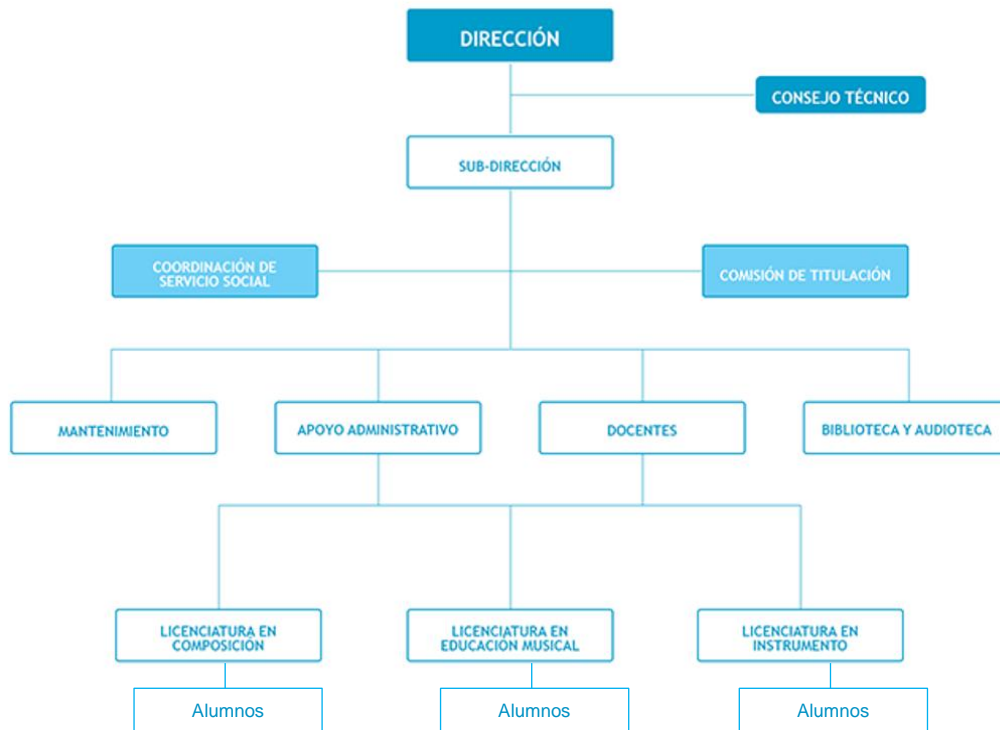 DIRECCIÓN
CONSEJO TÉCNICO
SUB-DIRECCIÓN
COORDINACIÓN DE
SERVICIO SOCIAL
COMISIÓN DE TITULACIÓN
MANTENIMIENTO
APOYO ADMINISTRATIVO
DOCENTES
BIBLIOTECA Y AUDIOTECA
LICENCIATURA EN
COMPOSICIÓN
LICENCIATURA EN
EDUCACIÓN MUSICAL
LICENCIATURA EN
INSTRUMENTO
Alumnos
Alumnos
Alumnos